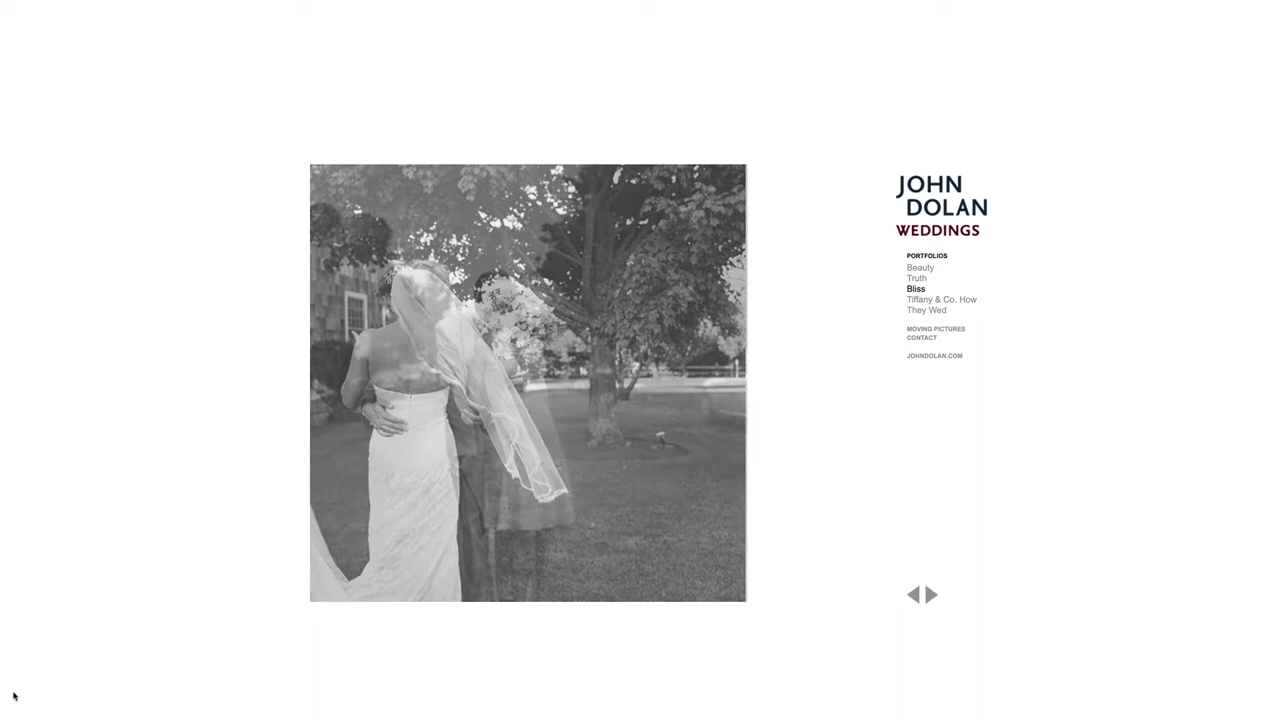 JOHN
DOLAN
WEDDINGS
PORTFOLIOS
Beauty
Truth
Bliss
Tiffany & Co. How
They Wed
MOVING PICTURES
CONTACT
JOHNDOLAN.COM